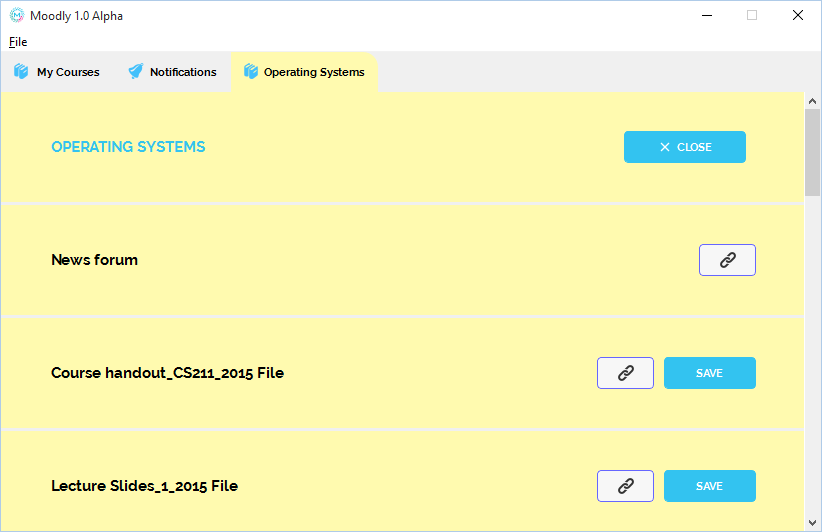 Moodly 1.0 Alpha
File
My Courses Notifications Operating Systems
OPERATING SYSTEMS CLOSE
News forum
Course handout_CS211_2015 File SAVE
Lecture Slides_1_2015 File SAVE